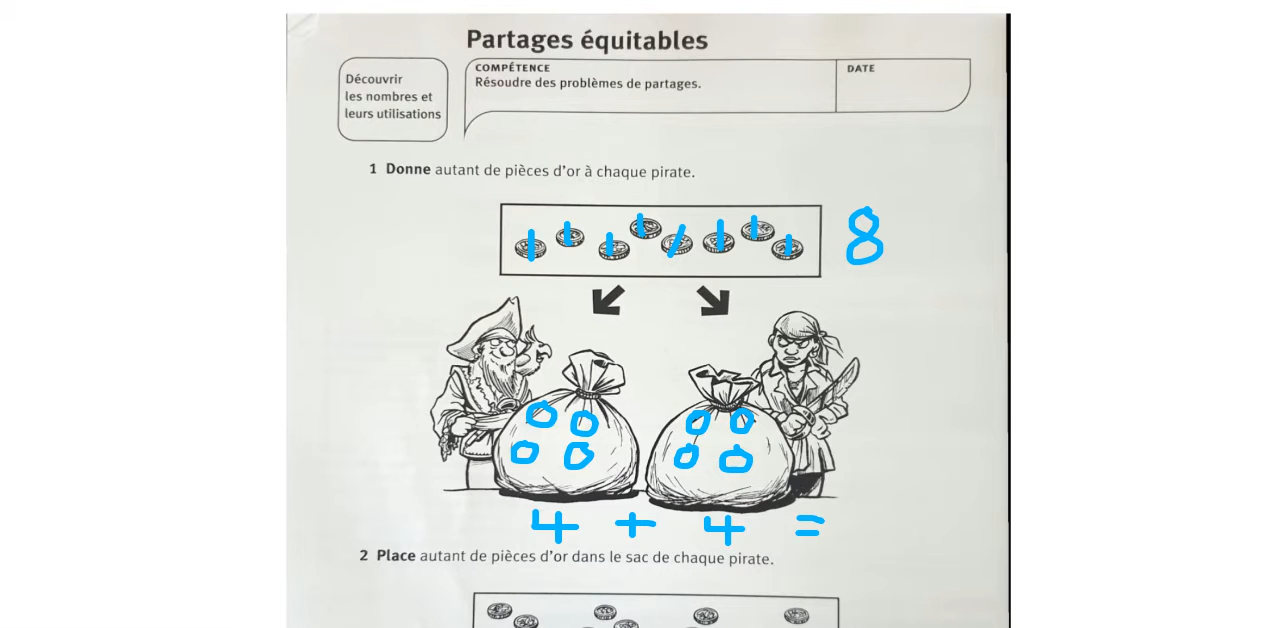 Partages équitables
Découvrir
les nombres et
leurs utilisations
COMPÉTENCE
Résoudre des problèmes de partages.
DATE
1 Donne autant de pièces d'or à chaque pirate.
8
4 + 4 =
2 Place autant de pièces d'or dans le sac de chaque pirate.